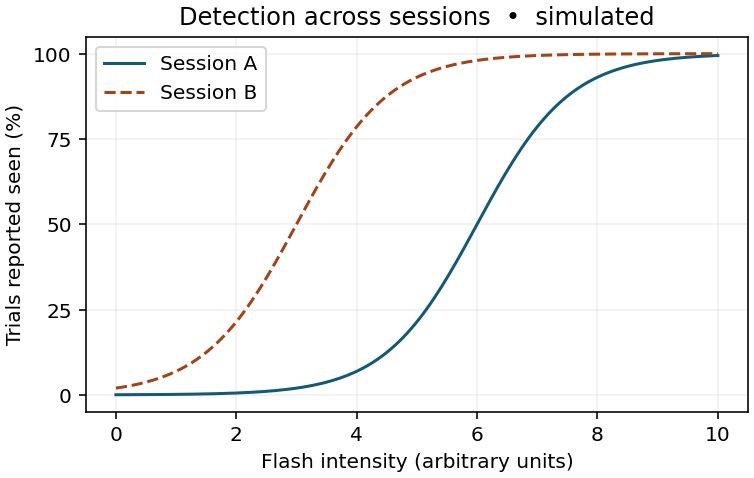 Detection across sessions • simulated
Session A
Session B
Trials reported seen (%)
100
75
50
25
0
0 2 4 6 8 10
Flash intensity (arbitrary units)